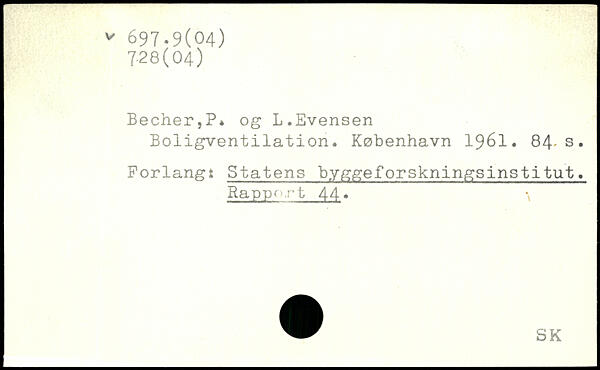 ✓ 697.9(04)
728(04)
Becher,P. og L.Evensen
Boligventilation. København 1961. 84 s.
Forlang: Statens byggeforskningsinstitut.
Rapport 44.
SK